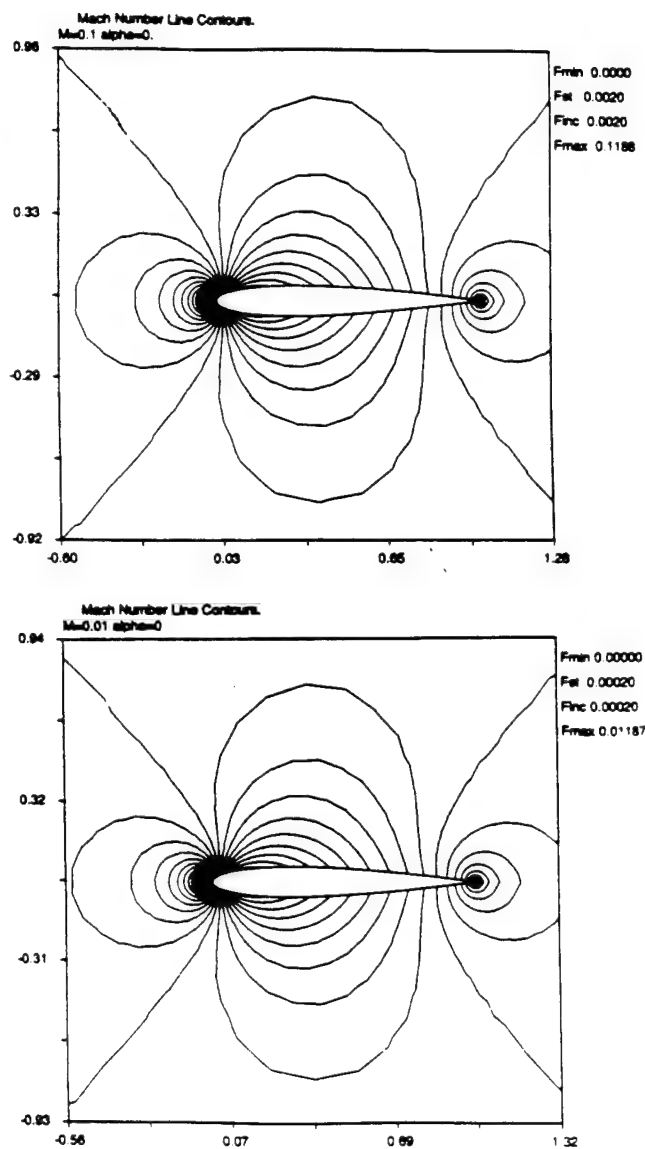 Mach Number Line Contours.
M=0.1 alpha=0.
0.96
Fmin 0.0000
Fst 0.0020
Finc 0.0020
Fmax 0.1188
0.33
-0.29
-0.92
-0.60 0.03 0.65 1.28
Mach Number Line Contours.
M=0.01 alpha=0
0.94
Fmin 0.00000
Fst 0.00020
Finc 0.00020
Fmax 0.01187
0.32
-0.31
-0.93
-0.56 0.07 0.69 1.32